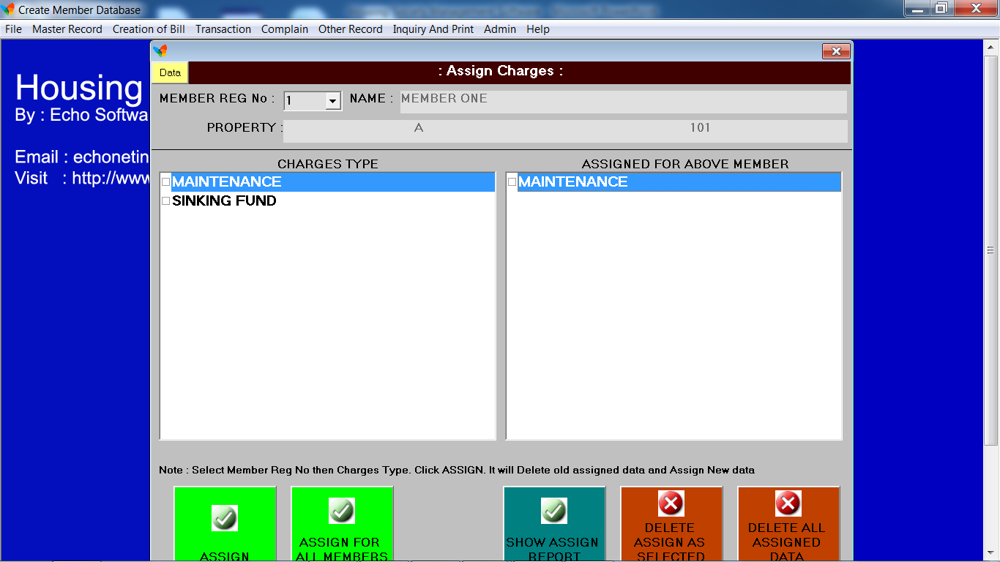 Create Member Database
File Master Record Creation of Bill Transaction Complain Other Record Inquiry And Print Admin Help
Housing
By : Echo Softwa
Email : echonetin
Visit : http://www
Data
: Assign Charges :
MEMBER REG No : 1 NAME : MEMBER ONE
PROPERTY : A 101
CHARGES TYPE
MAINTENANCE
SINKING FUND
ASSIGNED FOR ABOVE MEMBER
MAINTENANCE
Note : Select Member Reg No then Charges Type. Click ASSIGN. It will Delete old assigned data and Assign New data
ASSIGN
ASSIGN FOR
ALL MEMBERS
SHOW ASSIGN
REPORT
DELETE
ASSIGN AS
SELECTED
DELETE ALL
ASSIGNED
DATA